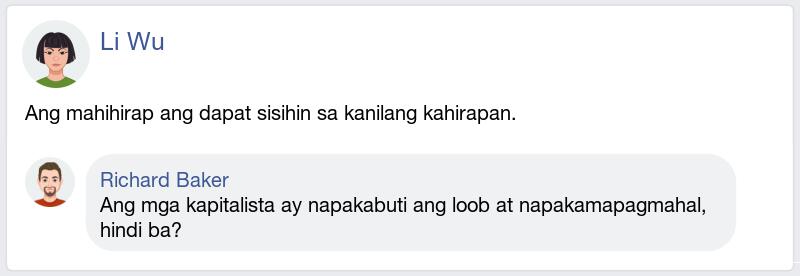 Li Wu
Ang mahihirap ang dapat sisihin sa kanilang kahirapan.
Richard Baker
Ang mga kapitalista ay napakabuti ang loob at napakamapagmahal,
hindi ba?